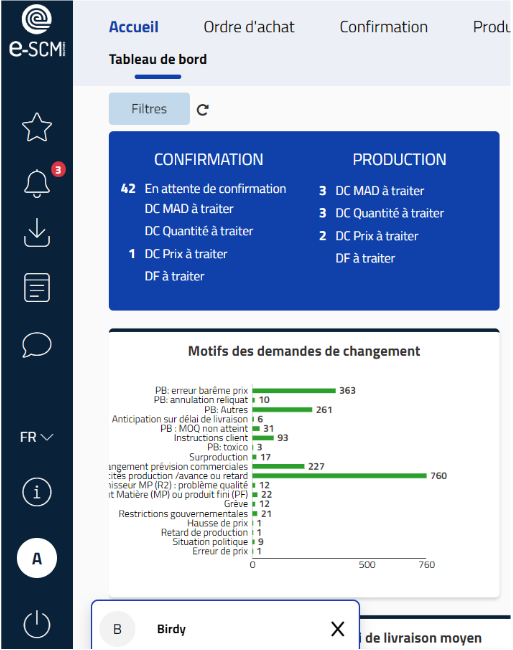 e-SCM
Accueil Ordre d'achat Confirmation Produ
Tableau de bord
Filtres
3
CONFIRMATION
42 En attente de confirmation
DC MAD à traiter
DC Quantité à traiter
1 DC Prix à traiter
DF à traiter
PRODUCTION
3 DC MAD à traiter
3 DC Quantité à traiter
2 DC Prix à traiter
DF à traiter
Motifs des demandes de changement
PB: erreur barême prix 363
PB: annulation reliquat 10
PB: Autres 261
Anticipation sur délai de livraison 6
PB : MOQ non atteint 31
Instructions client 93
PB: toxico 3
Surproduction 17
angement prévision commerciales 227
cités production /avance ou retard 760
nisseur MP (R2) : problème qualité 12
nt Matière (MP) ou produit fini (PF) 22
Grève 12
Restrictions gouvernementales 21
Hausse de prix 1
Retard de production 1
Situation politique 9
Erreur de prix 1
0 500 760
FR
i
A
B Birdy X
i de livraison moyen